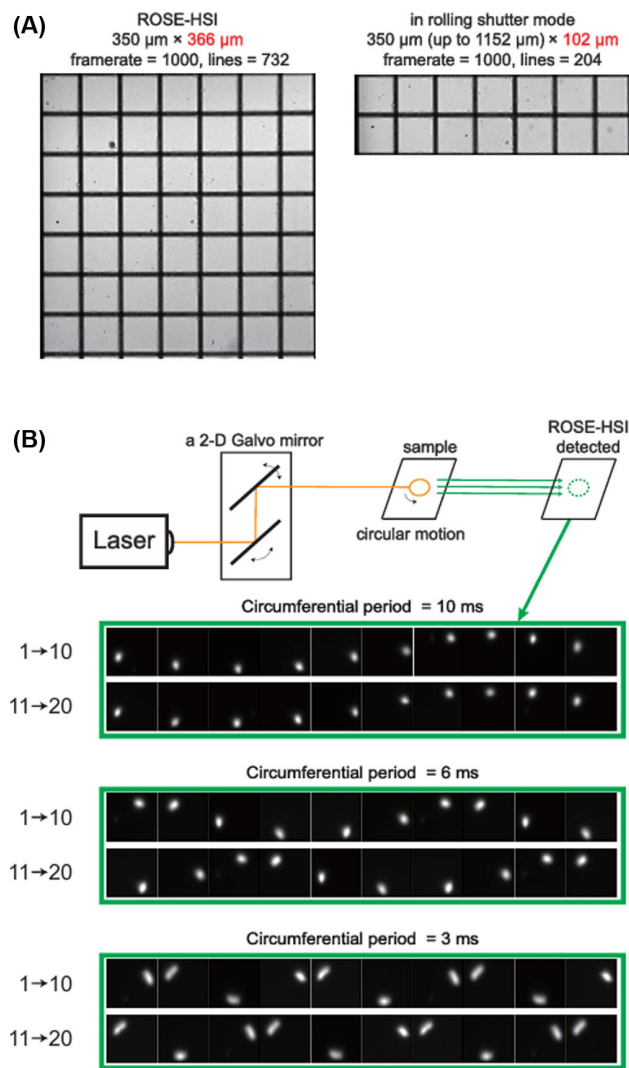 (A)
ROSE-HSI
350 µm × 366 µm
framerate = 1000, lines = 732
in rolling shutter mode
350 µm (up to 1152 µm) × 102 µm
framerate = 1000, lines = 204
(B)
a 2-D Galvo mirror
sample
ROSE-HSI
detected
Laser
circular motion
Circumferential period = 10 ms
1→10
11→20
Circumferential period = 6 ms
1→10
11→20
Circumferential period = 3 ms
1→10
11→20